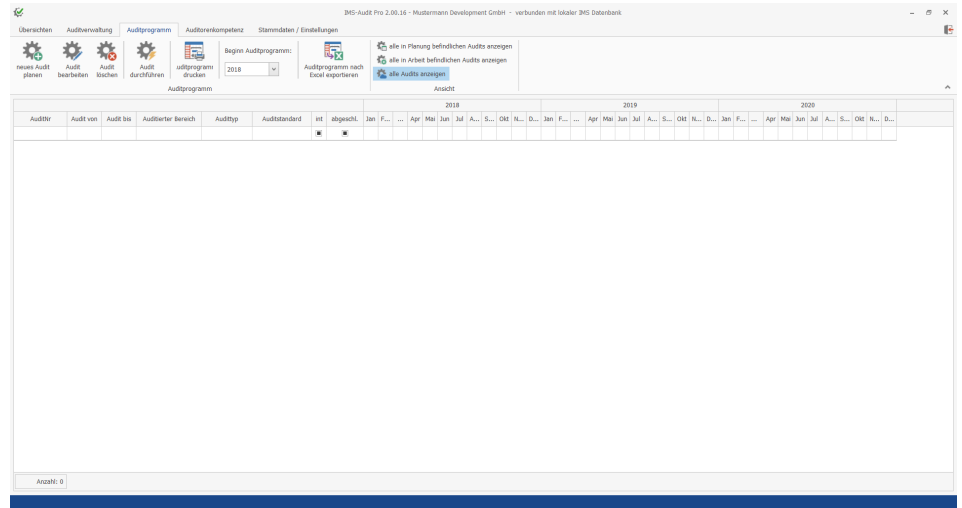 IMS-Audit Pro 2.00.16 - Mustermann Development GmbH - verbunden mit lokaler IMS Datenbank
Übersichten Auditverwaltung Auditprogramm Auditorenkompetenz Stammdaten / Einstellungen
neues Audit planen
Audit bearbeiten
Audit löschen
Audit durchführen
uditprogramm drucken
Beginn Auditprogramm:
2018
Auditprogramm nach Excel exportieren
alle in Planung befindlichen Audits anzeigen
alle in Arbeit befindlichen Audits anzeigen
alle Audits anzeigen
Auditprogramm Ansicht
2018 2019 2020
AuditNr Audit von Audit bis Auditierter Bereich Audittyp Auditstandard int abgeschl. Jan F... ... Apr Mai Jun Jul A... S... Okt N... D... Jan F... ... Apr Mai Jun Jul A... S... Okt N... D... Jan F... ... Apr Mai Jun Jul A... S... Okt N... D...
Anzahl: 0